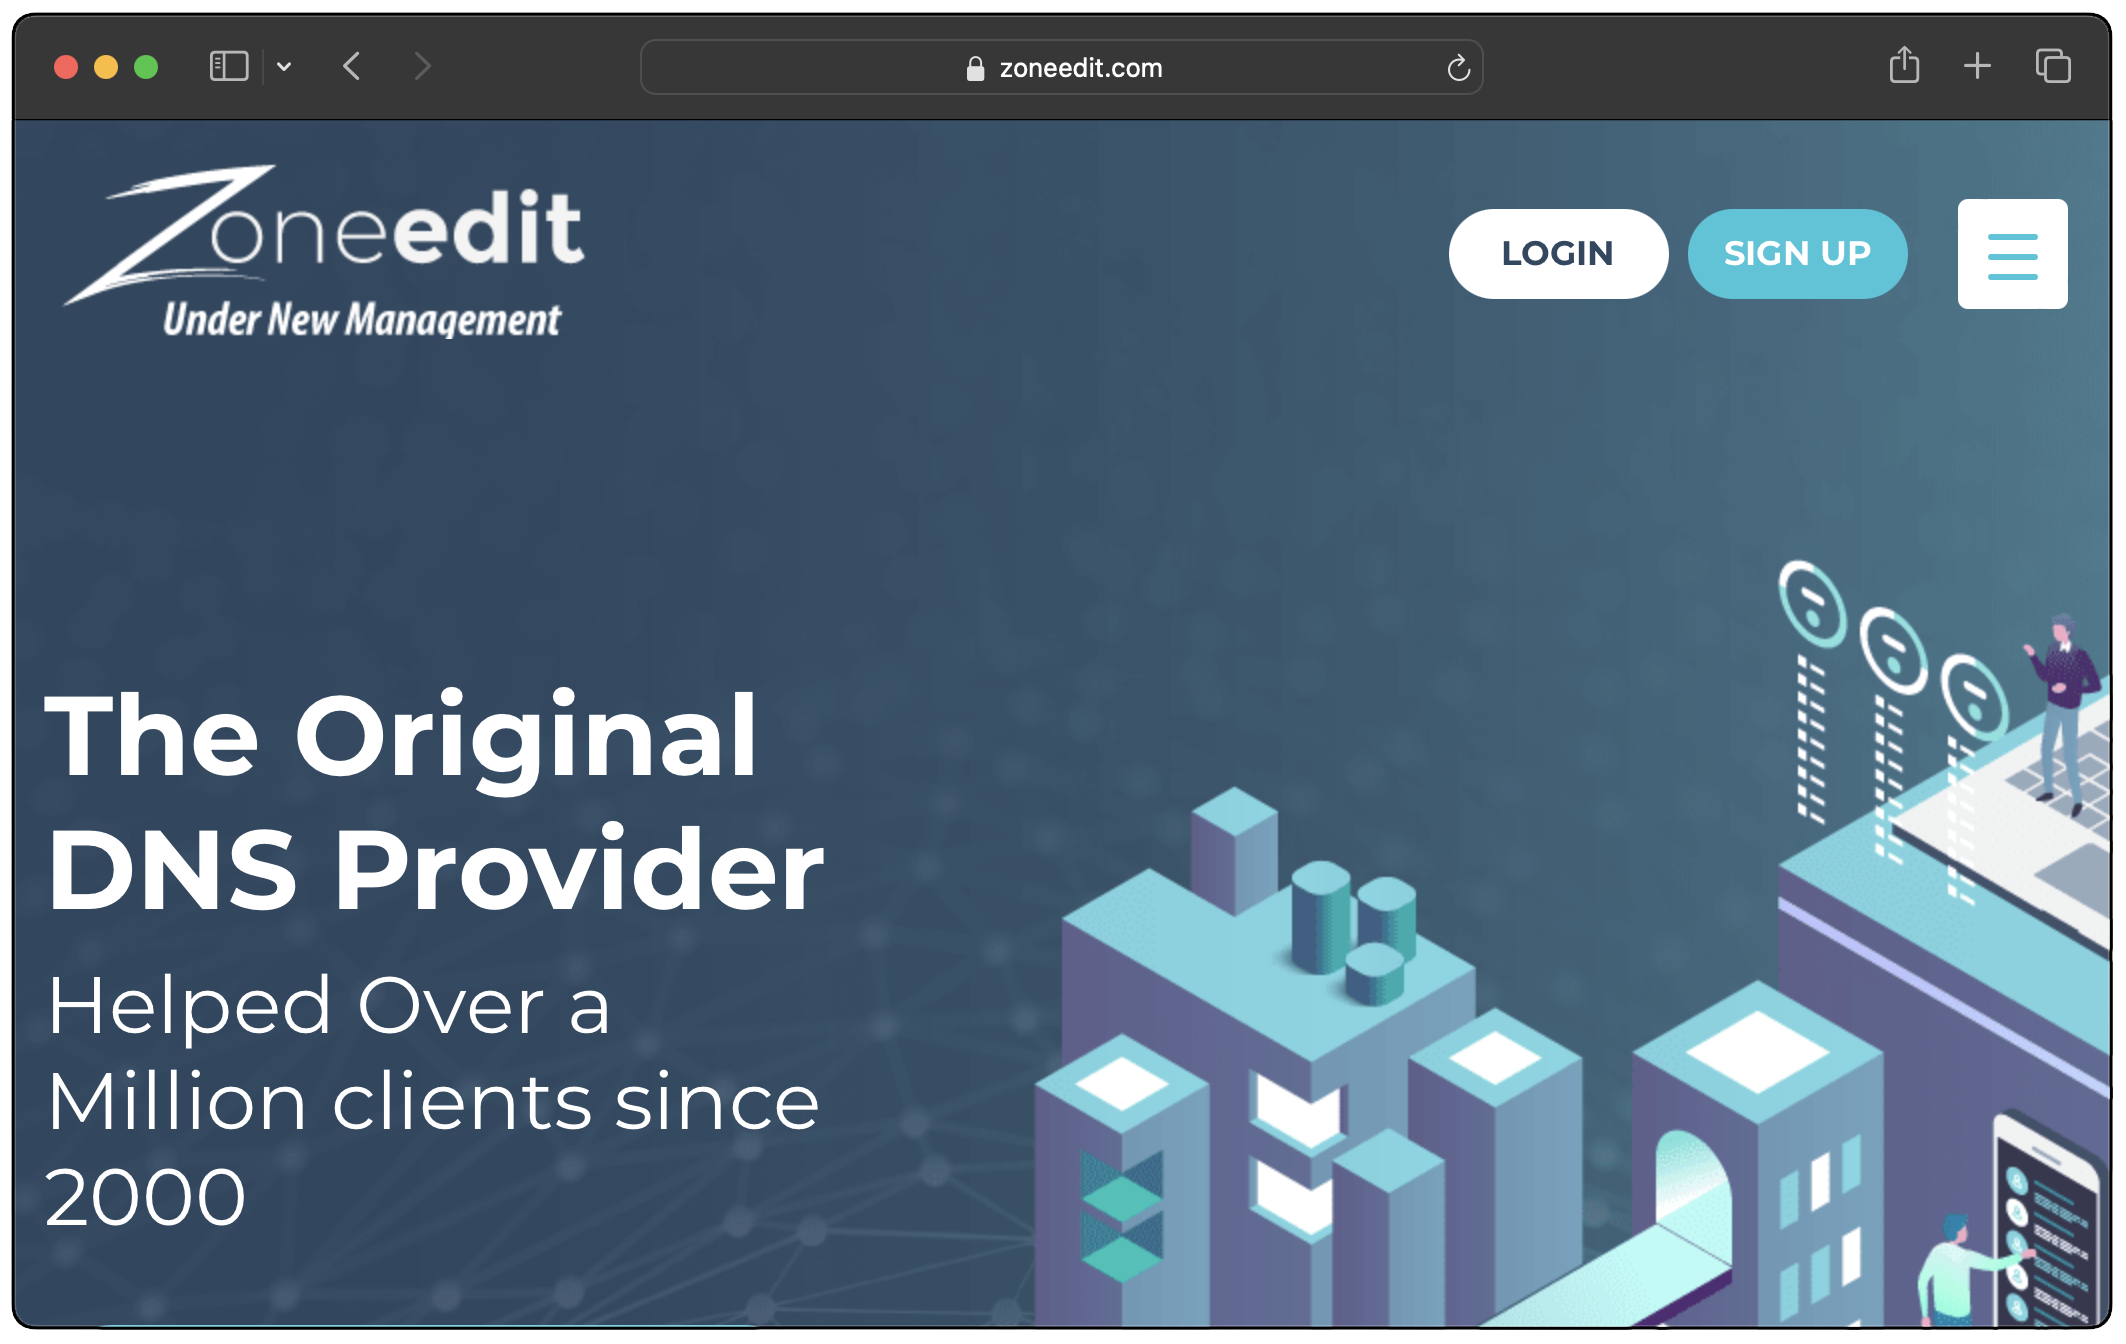 zoneedit.com
Zoneedit
Under New Management
LOGIN
SIGN UP
The Original
DNS Provider
Helped Over a
Million clients since
2000